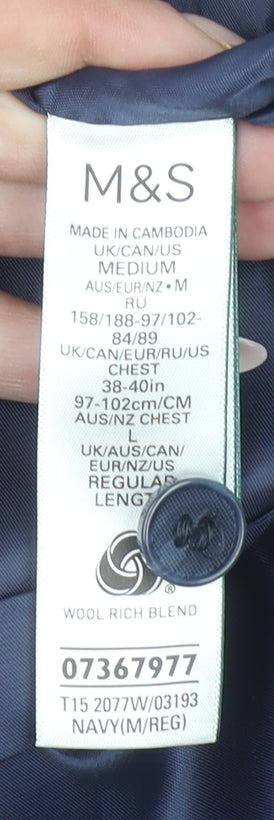 M&S
MADE IN CAMBODIA
UK/CAN/US
MEDIUM
AUS/EUR/NZ • M
RU
158/188-97/102-
84/89
UK/CAN/EUR/RU/US
CHEST
38-40in
97-102cm/CM
AUS/NZ CHEST
L
UK/AUS/CAN/
EUR/NZ/US
REGULAR
LENGT
®
WOOL RICH BLEND
07367977
T15 2077W/03193
NAVY(M/REG)